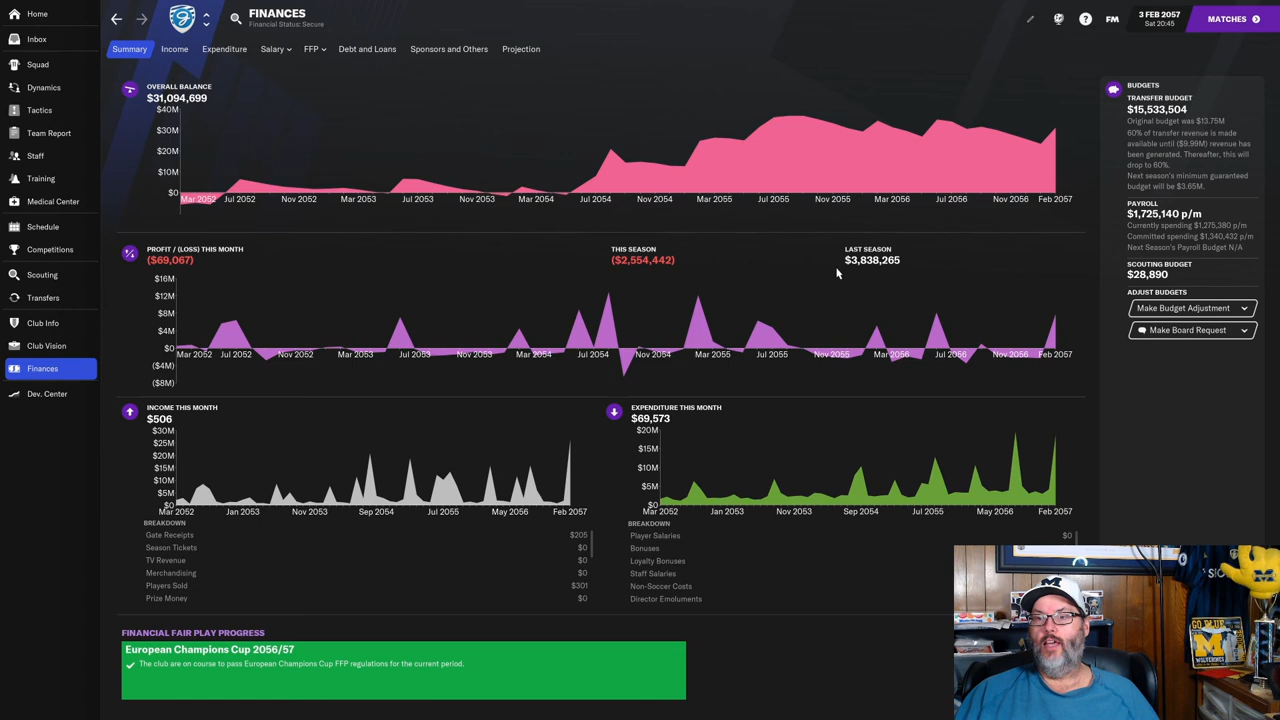 Home
Inbox
Squad
Dynamics
Tactics
Team Report
Staff
Training
Medical Center
Schedule
Competitions
Scouting
Transfers
Club Info
Club Vision
Finances
Dev. Center
FINANCES
Financial Status: Secure
FM
3 FEB 2057
Sat 20:45
MATCHES
Summary Income Expenditure Salary FFP Debt and Loans Sponsors and Others Projection
OVERALL BALANCE
$31,094,699
$40M
$30M
$20M
$10M
$0
Mar 2052 Jul 2052 Nov 2052 Mar 2053 Jul 2053 Nov 2053 Mar 2054 Jul 2054 Nov 2054 Mar 2055 Jul 2055 Nov 2055 Mar 2056 Jul 2056 Nov 2056 Feb 2057
PROFIT / (LOSS) THIS MONTH
($69,067)
THIS SEASON
($2,554,442)
LAST SEASON
$3,838,265
$16M
$12M
$8M
$4M
$0
($4M)
($8M)
Mar 2052 Jul 2052 Nov 2052 Mar 2053 Jul 2053 Nov 2053 Mar 2054 Jul 2054 Nov 2054 Mar 2055 Jul 2055 Nov 2055 Mar 2056 Jul 2056 Nov 2056 Feb 2057
INCOME THIS MONTH
$506
$30M
$25M
$20M
$15M
$10M
$5M
$0
Mar 2052 Jan 2053 Nov 2053 Sep 2054 Jul 2055 May 2056 Feb 2057
BREAKDOWN
Gate Receipts $205
Season Tickets $0
TV Revenue $0
Merchandising $0
Players Sold $301
Prize Money $0
EXPENDITURE THIS MONTH
$69,573
$20M
$15M
$10M
$5M
$0
Mar 2052 Jan 2053 Nov 2053 Sep 2054 Jul 2055 May 2056 Feb 2057
BREAKDOWN
Player Salaries $0
Bonuses
Loyalty Bonuses
Staff Salaries
Non-Soccer Costs
Director Emoluments
FINANCIAL FAIR PLAY PROGRESS
European Champions Cup 2056/57
The club are on course to pass European Champions Cup FFP regulations for the current period.
BUDGETS
TRANSFER BUDGET
$15,533,504
Original budget was $13.75M
60% of transfer revenue is made
available until ($9.99M) revenue has
been generated. Thereafter, this will
drop to 60%.
Next season's minimum guaranteed
budget will be $3.65M.
PAYROLL
$1,725,140 p/m
Currently spending $1,275,380 p/m
Committed spending $1,340,432 p/m
Next Season's Payroll Budget N/A
SCOUTING BUDGET
$28,890
ADJUST BUDGETS
Make Budget Adjustment
Make Board Request
M
GO BLUE
M
WOLVERINES